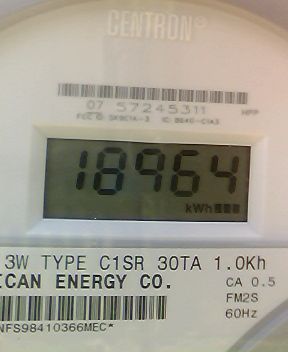 CENTRON®
07 57245311
18964
kWh
3W TYPE C1SR 30TA 1.0Kh
ICAN ENERGY CO.
CA 0.5
FM2S
60Hz
NFS98410366MEC*